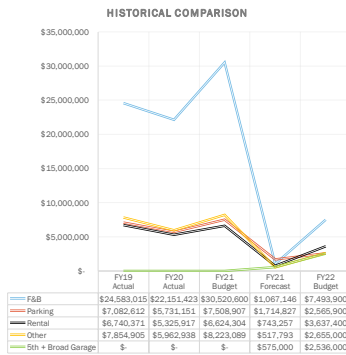 HISTORICAL COMPARISON
$35,000,000
$30,000,000
$25,000,000
$20,000,000
$15,000,000
$10,000,000
$5,000,000
$-
FY19 Actual FY20 Actual FY21 Budget FY21 Forecast FY22 Budget
F&B $24,583,015 $22,151,423 $30,520,600 $1,067,146 $7,493,900
Parking $7,082,612 $5,731,151 $7,508,907 $1,714,827 $2,565,900
Rental $6,740,371 $5,325,917 $6,624,304 $743,257 $3,637,400
Other $7,854,905 $5,962,938 $8,223,089 $517,793 $2,655,000
5th + Broad Garage $- $- $- $575,000 $2,536,000